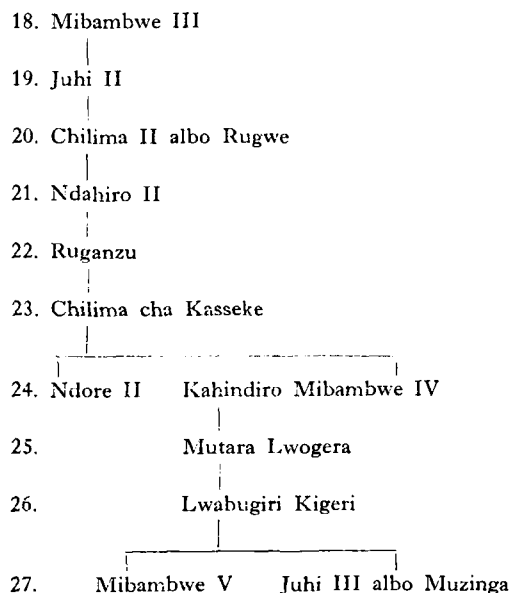 18. Mibambwe III
19. Juhi II
20. Chilima II albo Rugwe
21. Ndahiro II
22. Ruganzu
23. Chilima cha Kasseke
24. Ndore II Kahindiro Mibambwe IV
25. Mutara Lwogera
26. Lwabugiri Kigeri
27. Mibambwe V Juhi III albo Muzinga